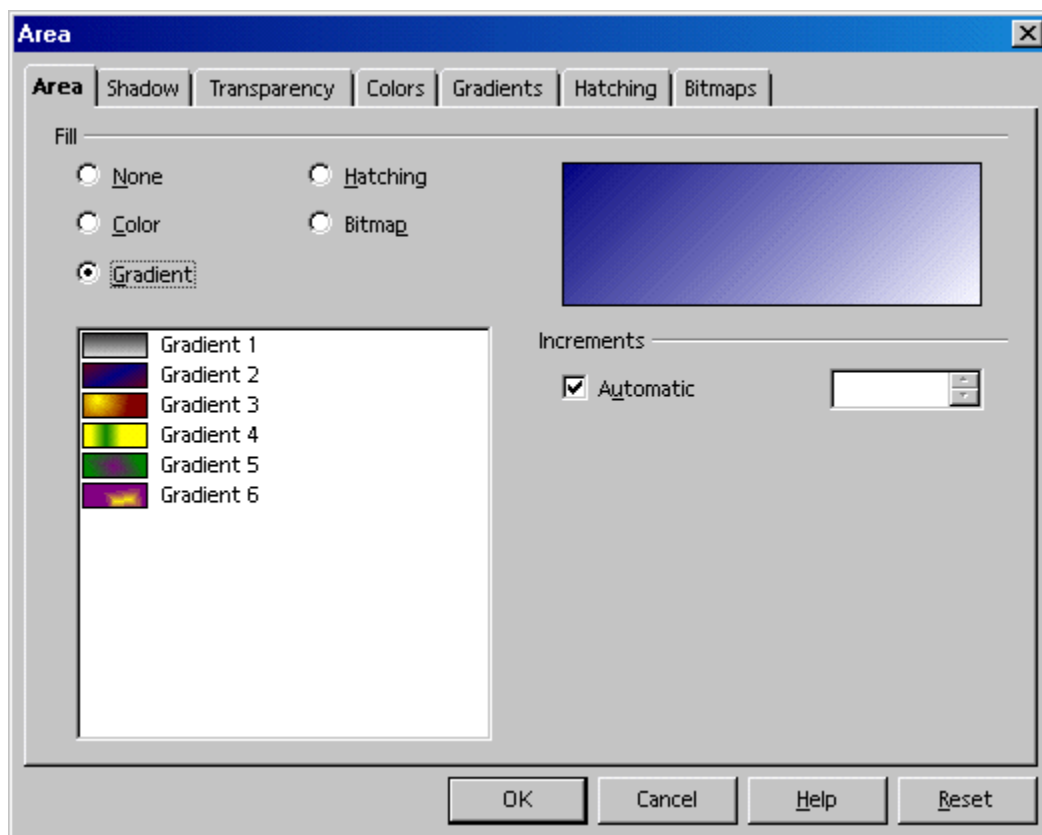 Area
Area Shadow Transparency Colors Gradients Hatching Bitmaps
Fill
None Hatching
Color Bitmap
Gradient
Gradient 1
Gradient 2
Gradient 3
Gradient 4
Gradient 5
Gradient 6
Increments
Automatic
OK Cancel Help Reset